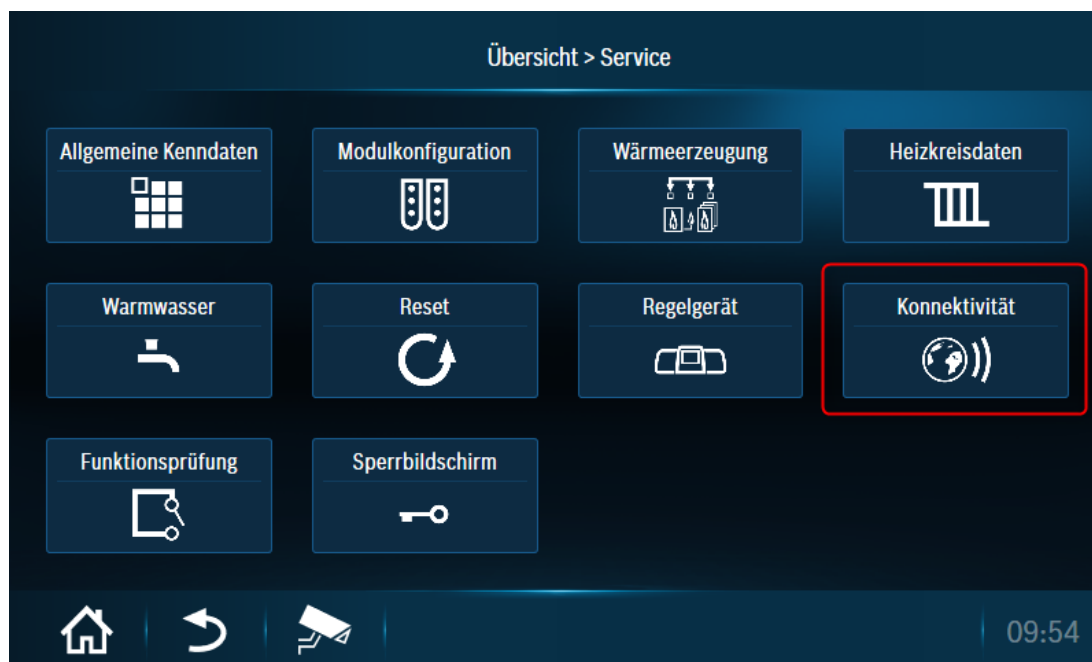 Übersicht > Service
Allgemeine Kenndaten
Modulkonfiguration
Wärmeerzeugung
Heizkreisdaten
Warmwasser
Reset
Regelgerät
Konnektivität
Funktionsprüfung
Sperrbildschirm
09:54